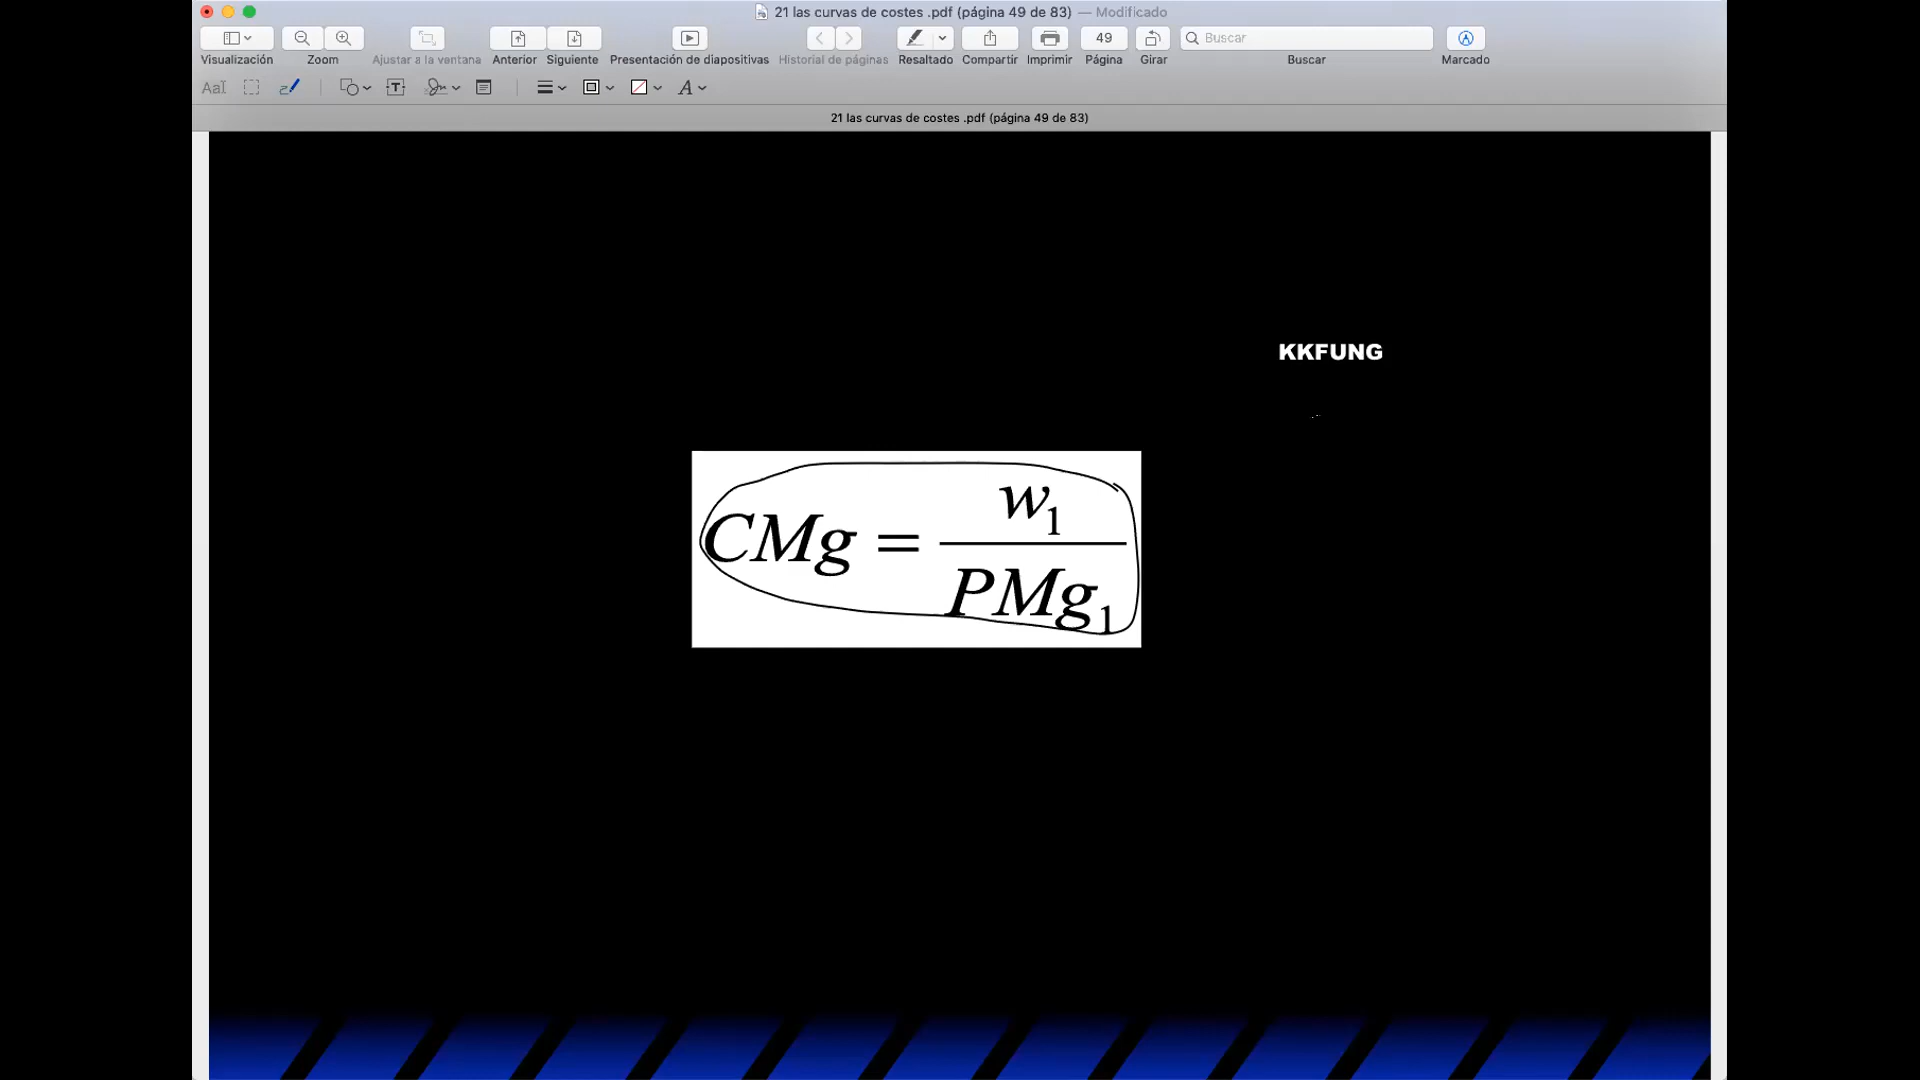 21 las curvas de costes .pdf (página 49 de 83) — Modificado
49
Buscar
Visualización
Zoom
Ajustar a la ventana
Anterior
Siguiente
Presentación de diapositivas
Historial de páginas
Resaltado
Compartir
Imprimir
Página
Girar
Buscar
Marcado
21 las curvas de costes .pdf (página 49 de 83)
KKFUNG
CMg = w₁ / PMg₁